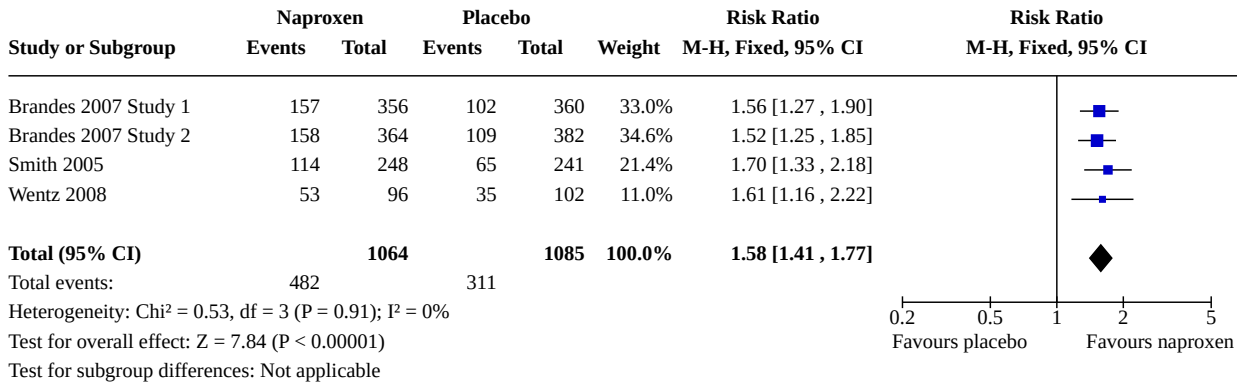 Naproxen Placebo Risk Ratio Risk Ratio
Study or Subgroup Events Total Events Total Weight M-H, Fixed, 95% CI M-H, Fixed, 95% CI
Brandes 2007 Study 1 157 356 102 360 33.0% 1.56 [1.27 , 1.90]
Brandes 2007 Study 2 158 364 109 382 34.6% 1.52 [1.25 , 1.85]
Smith 2005 114 248 65 241 21.4% 1.70 [1.33 , 2.18]
Wentz 2008 53 96 35 102 11.0% 1.61 [1.16 , 2.22]
Total (95% CI) 1064 1085 100.0% 1.58 [1.41 , 1.77]
Total events: 482 311
Heterogeneity: Chi² = 0.53, df = 3 (P = 0.91); I² = 0%
0.2 0.5 1 2 5
Test for overall effect: Z = 7.84 (P < 0.00001)
Favours placebo Favours naproxen
Test for subgroup differences: Not applicable